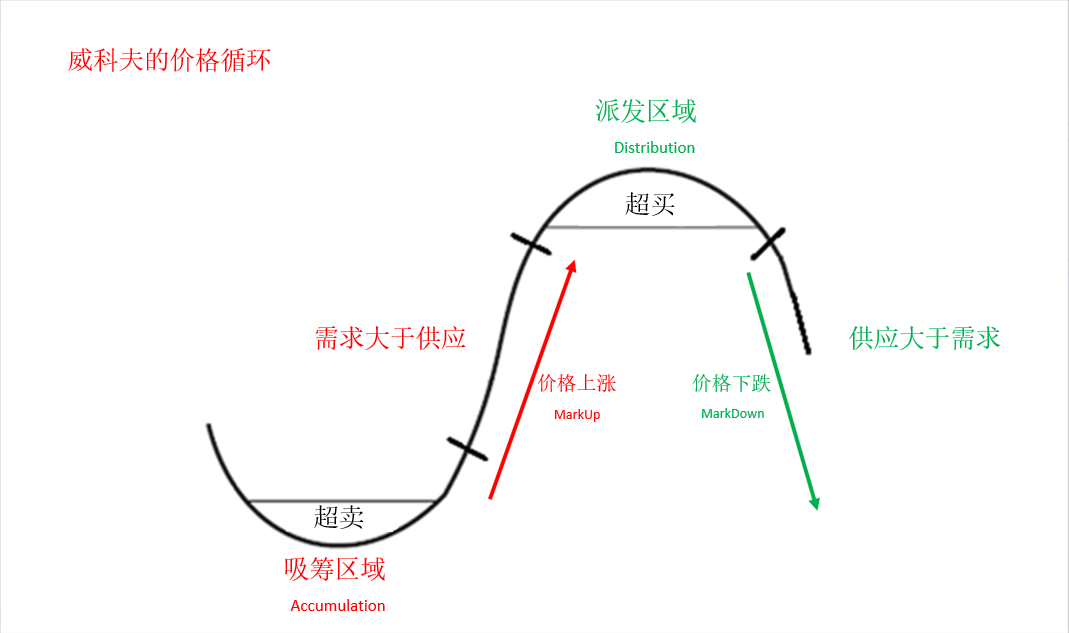 威科夫的价格循环
派发区域
Distribution
超买
需求大于供应
供应大于需求
价格上涨
MarkUp
价格下跌
MarkDown
超卖
吸筹区域
Accumulation